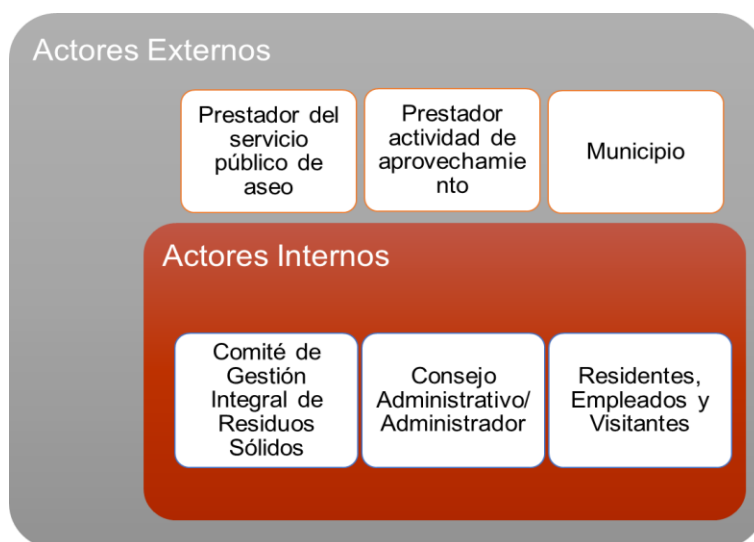 Actores Externos
Prestador del
servicio
público de
aseo
Prestador
actividad de
aprovechamie
nto
Municipio
Actores Internos
Comité de
Gestión
Integral de
Residuos
Sólidos
Consejo
Administrativo/
Administrador
Residentes,
Empleados y
Visitantes